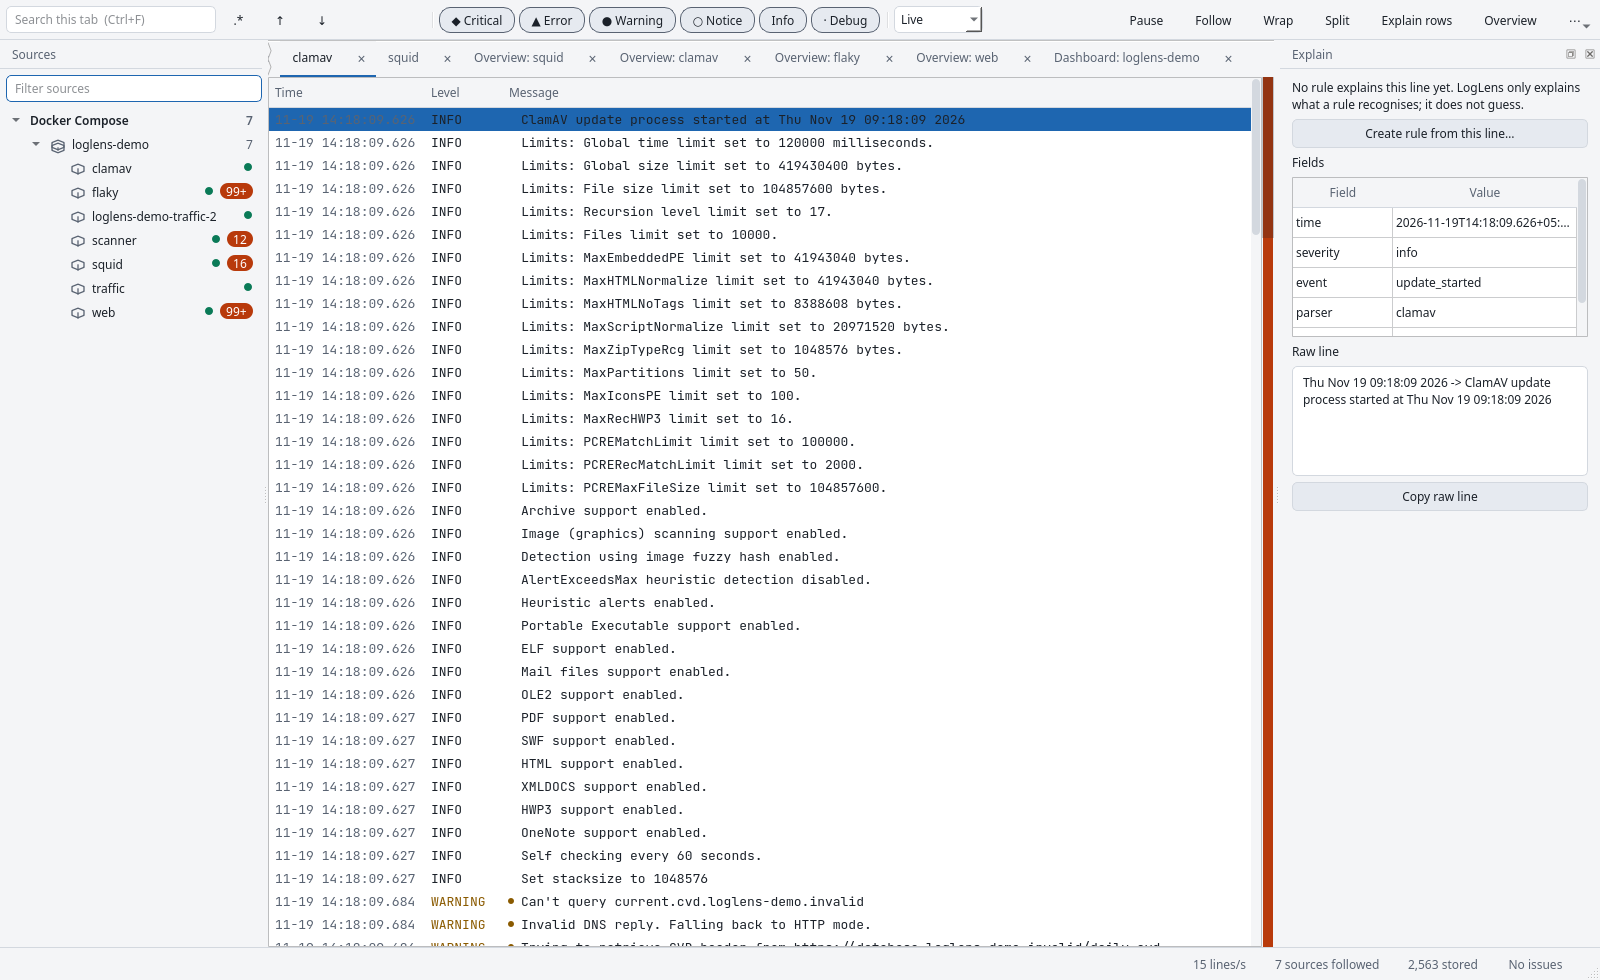 Search this tab  (Ctrl+F)
.*
↑
↓
◆ Critical
▲ Error
● Warning
○ Notice
Info
· Debug
Live
Pause
Follow
Wrap
Split
Explain rows
Overview
...
Sources
Filter sources
Docker Compose 7
loglens-demo 7
clamav
flaky 99+
loglens-demo-traffic-2
scanner 12
squid 16
traffic
web 99+
clamav ×
squid ×
Overview: squid ×
Overview: clamav ×
Overview: flaky ×
Overview: web ×
Dashboard: loglens-demo ×
Time Level Message
11-19 14:18:09.626 INFO ClamAV update process started at Thu Nov 19 09:18:09 2026
11-19 14:18:09.626 INFO Limits: Global time limit set to 120000 milliseconds.
11-19 14:18:09.626 INFO Limits: Global size limit set to 419430400 bytes.
11-19 14:18:09.626 INFO Limits: File size limit set to 104857600 bytes.
11-19 14:18:09.626 INFO Limits: Recursion level limit set to 17.
11-19 14:18:09.626 INFO Limits: Files limit set to 10000.
11-19 14:18:09.626 INFO Limits: MaxEmbeddedPE limit set to 41943040 bytes.
11-19 14:18:09.626 INFO Limits: MaxHTMLNormalize limit set to 41943040 bytes.
11-19 14:18:09.626 INFO Limits: MaxHTMLNoTags limit set to 8388608 bytes.
11-19 14:18:09.626 INFO Limits: MaxScriptNormalize limit set to 20971520 bytes.
11-19 14:18:09.626 INFO Limits: MaxZipTypeRcg limit set to 1048576 bytes.
11-19 14:18:09.626 INFO Limits: MaxPartitions limit set to 50.
11-19 14:18:09.626 INFO Limits: MaxIconsPE limit set to 100.
11-19 14:18:09.626 INFO Limits: MaxRecHWP3 limit set to 16.
11-19 14:18:09.626 INFO Limits: PCREMatchLimit limit set to 100000.
11-19 14:18:09.626 INFO Limits: PCRERecMatchLimit limit set to 2000.
11-19 14:18:09.626 INFO Limits: PCREMaxFileSize limit set to 104857600.
11-19 14:18:09.626 INFO Archive support enabled.
11-19 14:18:09.626 INFO Image (graphics) scanning support enabled.
11-19 14:18:09.626 INFO Detection using image fuzzy hash enabled.
11-19 14:18:09.626 INFO AlertExceedsMax heuristic detection disabled.
11-19 14:18:09.626 INFO Heuristic alerts enabled.
11-19 14:18:09.626 INFO Portable Executable support enabled.
11-19 14:18:09.626 INFO ELF support enabled.
11-19 14:18:09.626 INFO Mail files support enabled.
11-19 14:18:09.626 INFO OLE2 support enabled.
11-19 14:18:09.627 INFO PDF support enabled.
11-19 14:18:09.627 INFO SWF support enabled.
11-19 14:18:09.627 INFO HTML support enabled.
11-19 14:18:09.627 INFO XMLDOCS support enabled.
11-19 14:18:09.627 INFO HWP3 support enabled.
11-19 14:18:09.627 INFO OneNote support enabled.
11-19 14:18:09.627 INFO Self checking every 60 seconds.
11-19 14:18:09.627 INFO Set stacksize to 1048576
11-19 14:18:09.684 WARNING ● Can't query current.cvd.loglens-demo.invalid
11-19 14:18:09.684 WARNING ● Invalid DNS reply. Falling back to HTTP mode.
11-19 14:18:09.684 WARNING ● Trying to retrieve CVD header from https://database.loglens-demo.invalid/daily.cvd
Explain
No rule explains this line yet. LogLens only explains
what a rule recognises; it does not guess.
Create rule from this line...
Fields
Field Value
time 2026-11-19T14:18:09.626+05:...
severity info
event update_started
parser clamav
Raw line
Thu Nov 19 09:18:09 2026 -> ClamAV update
process started at Thu Nov 19 09:18:09 2026
Copy raw line
15 lines/s
7 sources followed
2,563 stored
No issues